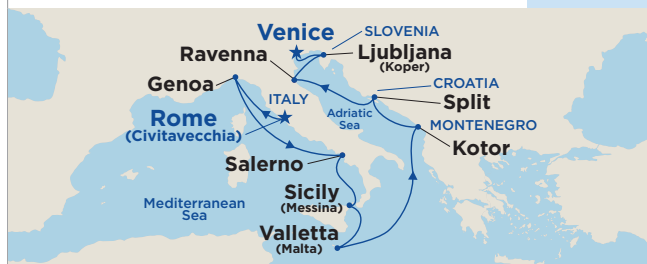 Venice
SLOVENIA
Ravenna
Ljubljana
(Koper)
Genoa
ITALY
CROATIA
Rome
(Civitavecchia)
Adriatic
Sea
Split
MONTENEGRO
Kotor
Salerno
Mediterranean
Sea
Sicily
(Messina)
Valletta
(Malta)